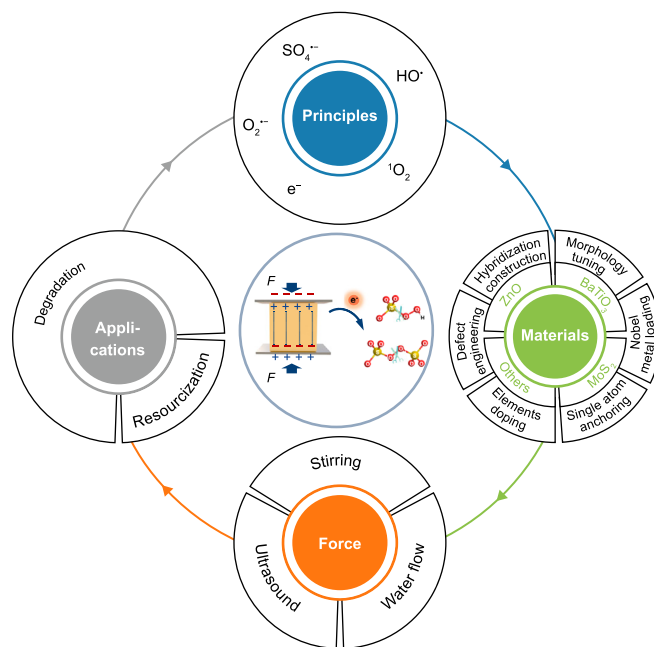 SO₄•−
HO•
Principles
O₂•−
¹O₂
e−
Hybridization
construction
Morphology
tuning
ZnO
BaTiO₃
Defect
engineering
Materials
Nobel
metal loading
Others
MoS₂
Elements
doping
Single atom
anchoring
Degradation
Appli-
cations
Resourcization
F
e−
H
F
Stirring
Force
Ultrasound
Water flow